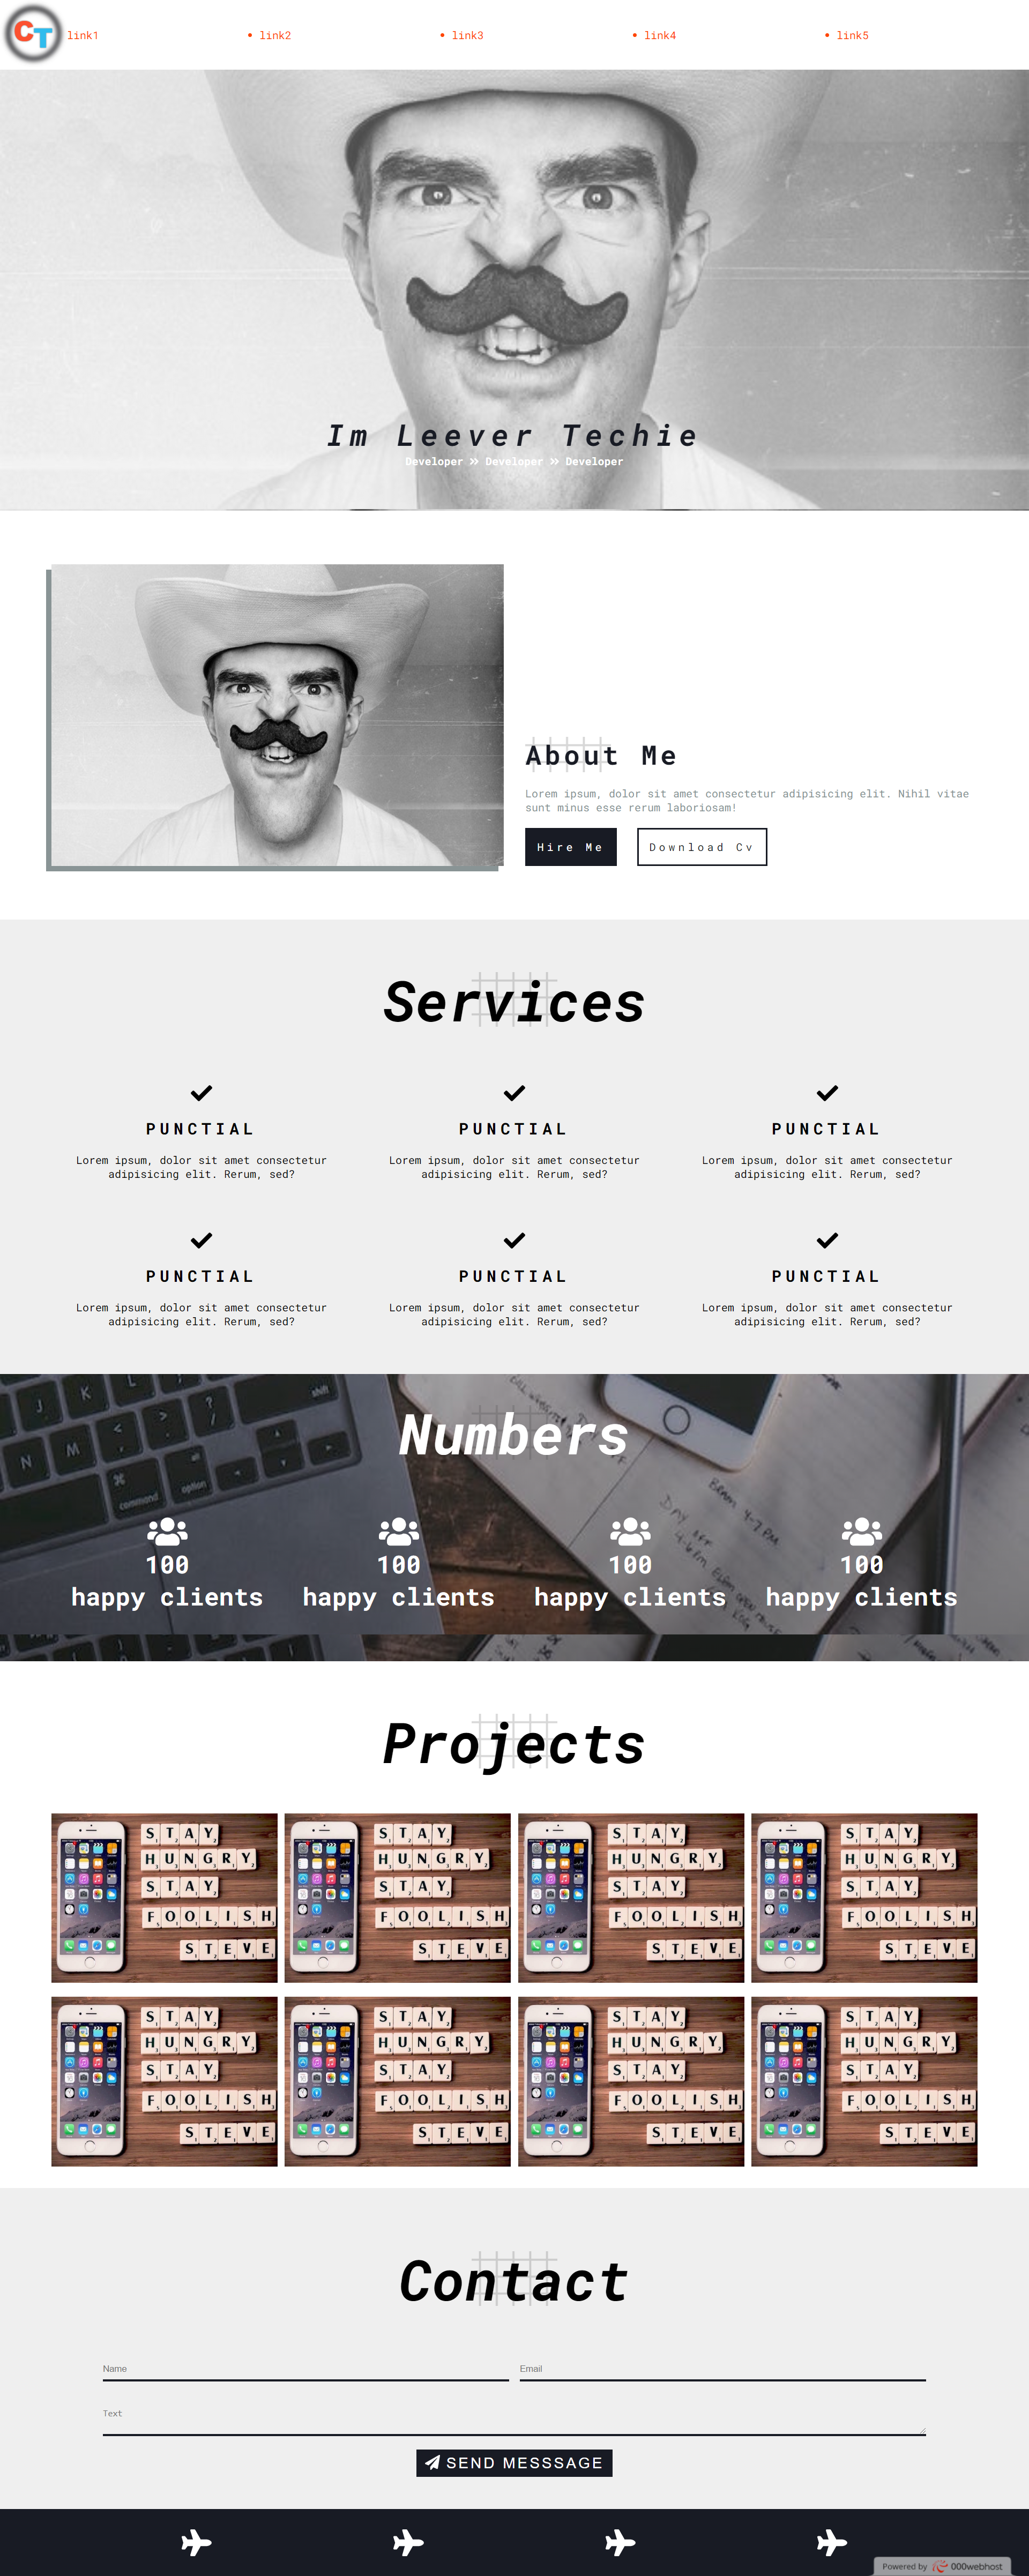 CT
link1
• link2
• link3
• link4
• link5
Im Leever Techie
Developer » Developer » Developer
About Me
Lorem ipsum, dolor sit amet consectetur adipisicing elit. Nihil vitae
sunt minus esse rerum laboriosam!
Hire Me
Download Cv
Services
PUNCTIAL
PUNCTIAL
PUNCTIAL
Lorem ipsum, dolor sit amet consectetur
adipisicing elit. Rerum, sed?
Lorem ipsum, dolor sit amet consectetur
adipisicing elit. Rerum, sed?
Lorem ipsum, dolor sit amet consectetur
adipisicing elit. Rerum, sed?
PUNCTIAL
PUNCTIAL
PUNCTIAL
Lorem ipsum, dolor sit amet consectetur
adipisicing elit. Rerum, sed?
Lorem ipsum, dolor sit amet consectetur
adipisicing elit. Rerum, sed?
Lorem ipsum, dolor sit amet consectetur
adipisicing elit. Rerum, sed?
Numbers
K
L
shift
N
M
command
option
DAY OFF
4-7 PM
100
happy clients
100
happy clients
100
happy clients
100
happy clients
Projects
STAY
HUNGRY
STAY
FOOLISH
STEVE
STAY
HUNGRY
STAY
FOOLISH
STEVE
STAY
HUNGRY
STAY
FOOLISH
STEVE
STAY
HUNGRY
STAY
FOOLISH
STEVE
STAY
HUNGRY
STAY
FOOLISH
STEVE
STAY
HUNGRY
STAY
FOOLISH
STEVE
STAY
HUNGRY
STAY
FOOLISH
STEVE
STAY
HUNGRY
STAY
FOOLISH
STEVE
Contact
Name
Email
Text
SEND MESSSAGE
Powered by 000webhost